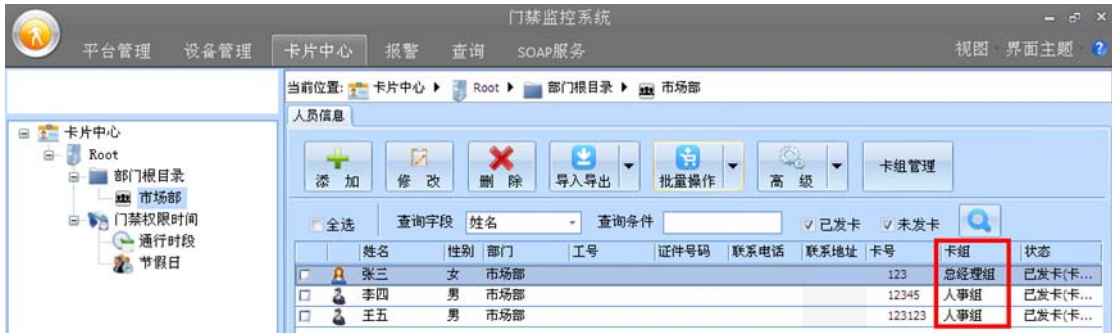 门禁监控系统
平台管理 设备管理 卡片中心 报警 查询 SOAP服务 视图 界面主题
当前位置: 卡片中心 Root 部门根目录 市场部
人员信息
卡片中心
Root
部门根目录
市场部
门禁权限时间
通行时段
节假日
添 加 修 改 删 除 导入导出 批量操作 高 级 卡组管理
全选 查询字段 姓名 查询条件 已发卡 未发卡
姓名 性别 部门 工号 证件号码 联系电话 联系地址 卡号 卡组 状态
张三 女 市场部 123 总经理组 已发卡(卡...
李四 男 市场部 12345 人事组 已发卡(卡...
王五 男 市场部 123123 人事组 已发卡(卡...